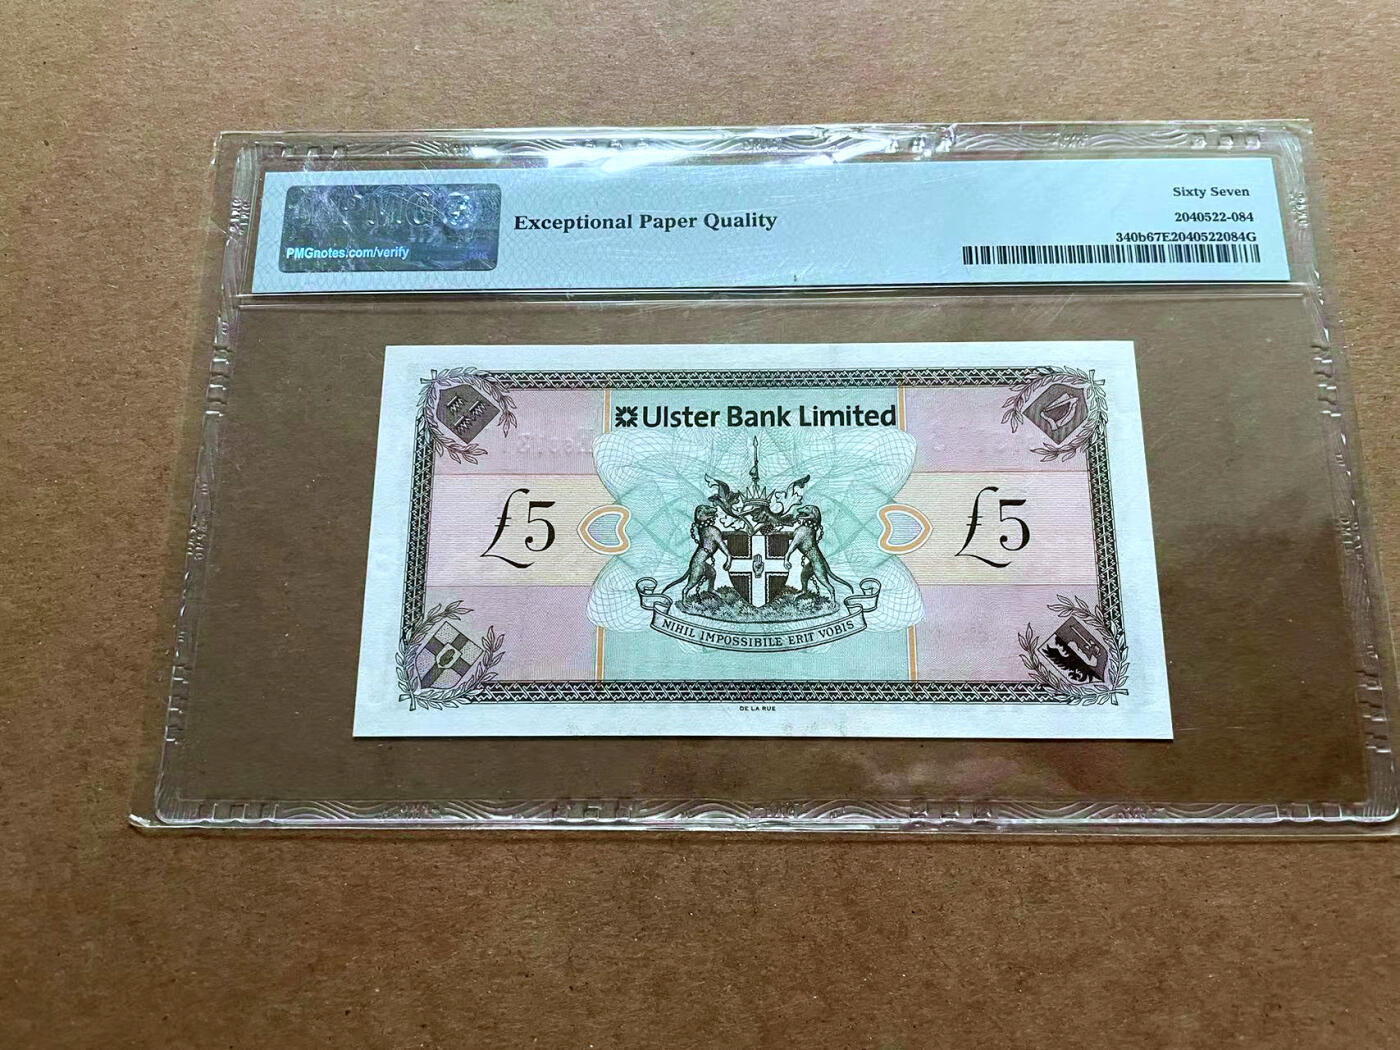 PMG
PMGnotes.com/verify
Exceptional Paper Quality
Sixty Seven
2040522-084
340b67E2040522084G
Ulster Bank Limited
£5
£5
NIHIL IMPOSSIBILE ERIT VOBIS
DE LA RUE